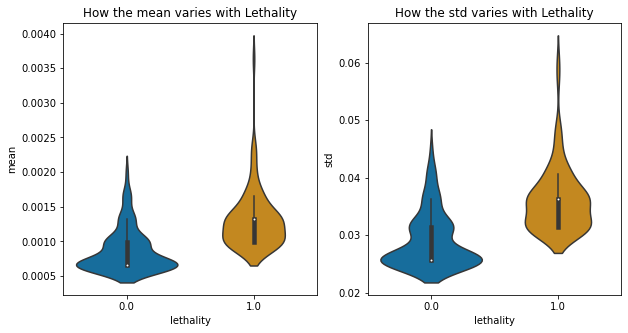 How the mean varies with Lethality
0.0040
0.0035
0.0030
0.0025
0.0020
0.0015
0.0010
0.0005
mean
0.0
1.0
lethality
How the std varies with Lethality
0.06
0.05
0.04
0.03
0.02
std
0.0
1.0
lethality